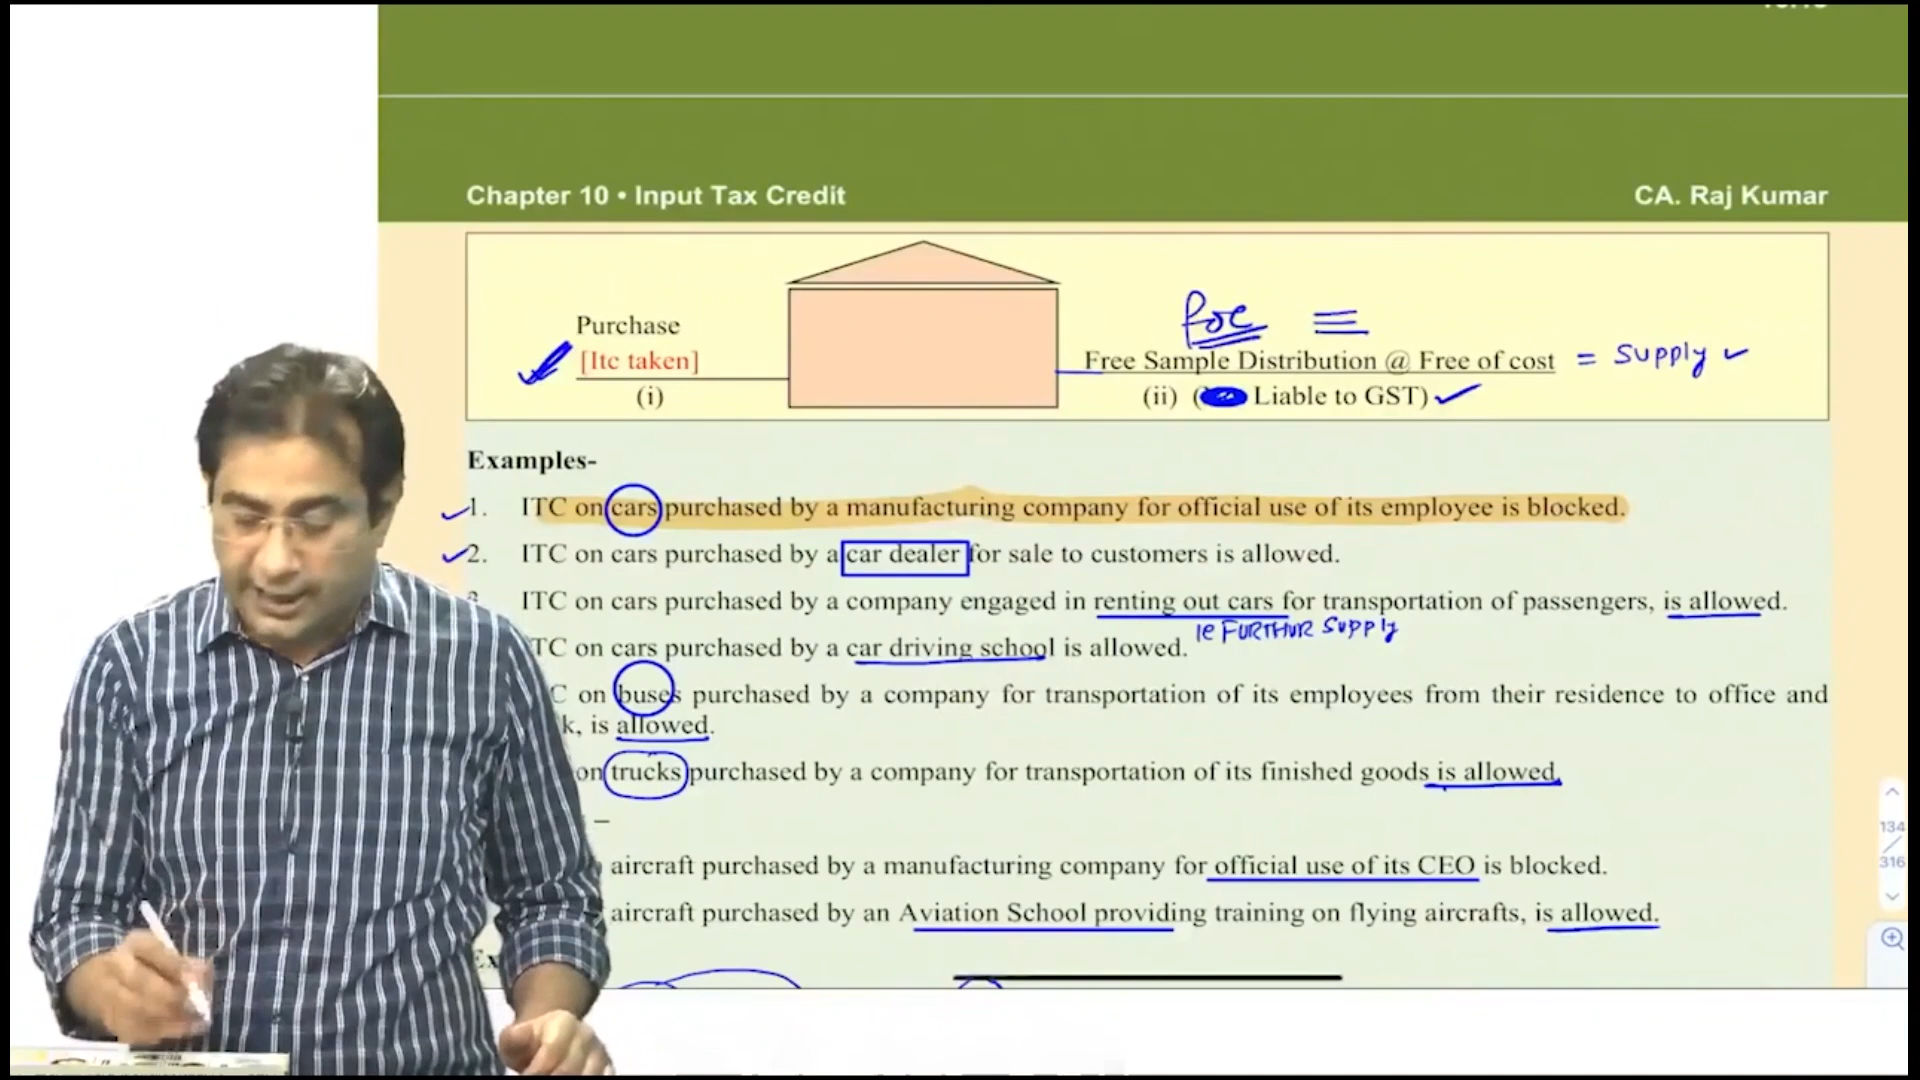 Chapter 10 • Input Tax Credit
CA. Raj Kumar
foc
Purchase
[Itc taken]
(i)
Free Sample Distribution @ Free of cost = Supply ✓
(ii) ( Liable to GST) ✓
Examples-
1. ITC on cars purchased by a manufacturing company for official use of its employee is blocked.
2. ITC on cars purchased by a car dealer for sale to customers is allowed.
ITC on cars purchased by a company engaged in renting out cars for transportation of passengers, is allowed.
ie FURTHUR Supply
TC on cars purchased by a car driving school is allowed.
C on buses purchased by a company for transportation of its employees from their residence to office and
k, is allowed.
on trucks purchased by a company for transportation of its finished goods is allowed.
–
aircraft purchased by a manufacturing company for official use of its CEO is blocked.
aircraft purchased by an Aviation School providing training on flying aircrafts, is allowed.
Ex
134
/
316